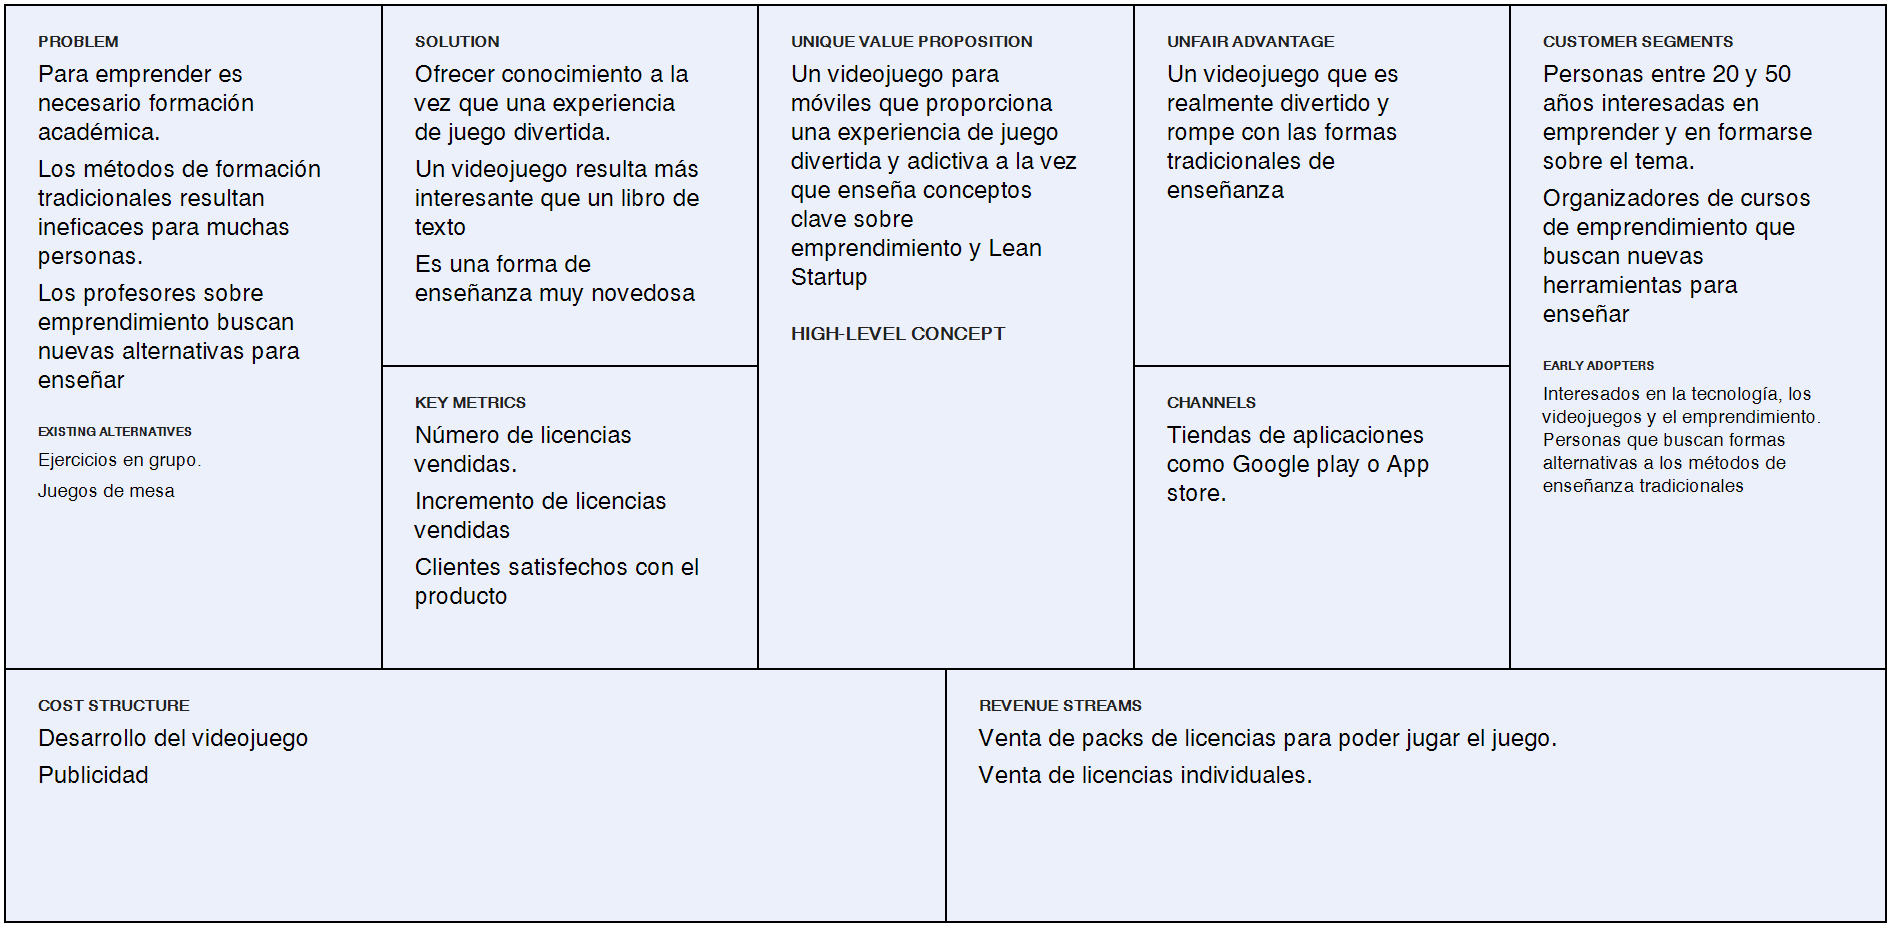 PROBLEM
Para emprender es
necesario formación
académica.
Los métodos de formación
tradicionales resultan
ineficaces para muchas
personas.
Los profesores sobre
emprendimiento buscan
nuevas alternativas para
enseñar
EXISTING ALTERNATIVES
Ejercicios en grupo.
Juegos de mesa
SOLUTION
Ofrecer conocimiento a la
vez que una experiencia
de juego divertida.
Un videojuego resulta más
interesante que un libro de
texto
Es una forma de
enseñanza muy novedosa
KEY METRICS
Número de licencias
vendidas.
Incremento de licencias
vendidas
Clientes satisfechos con el
producto
UNIQUE VALUE PROPOSITION
Un videojuego para
móviles que proporciona
una experiencia de juego
divertida y adictiva a la vez
que enseña conceptos
clave sobre
emprendimiento y Lean
Startup
HIGH-LEVEL CONCEPT
UNFAIR ADVANTAGE
Un videojuego que es
realmente divertido y
rompe con las formas
tradicionales de
enseñanza
CHANNELS
Tiendas de aplicaciones
como Google play o App
store.
CUSTOMER SEGMENTS
Personas entre 20 y 50
años interesadas en
emprender y en formarse
sobre el tema.
Organizadores de cursos
de emprendimiento que
buscan nuevas
herramientas para
enseñar
EARLY ADOPTERS
Interesados en la tecnología, los
videojuegos y el emprendimiento.
Personas que buscan formas
alternativas a los métodos de
enseñanza tradicionales
COST STRUCTURE
Desarrollo del videojuego
Publicidad
REVENUE STREAMS
Venta de packs de licencias para poder jugar el juego.
Venta de licencias individuales.